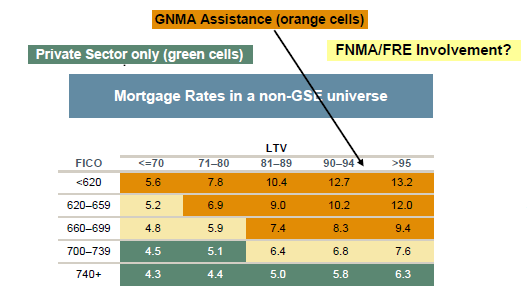 GNMA Assistance (orange cells)
Private Sector only (green cells)
FNMA/FRE Involvement?
Mortgage Rates in a non-GSE universe
LTV
FICO <=70 71–80 81–89 90–94 >95
<620 5.6 7.8 10.4 12.7 13.2
620–659 5.2 6.9 9.0 10.2 12.0
660–699 4.8 5.9 7.4 8.3 9.4
700–739 4.5 5.1 6.4 6.8 7.6
740+ 4.3 4.4 5.0 5.8 6.3